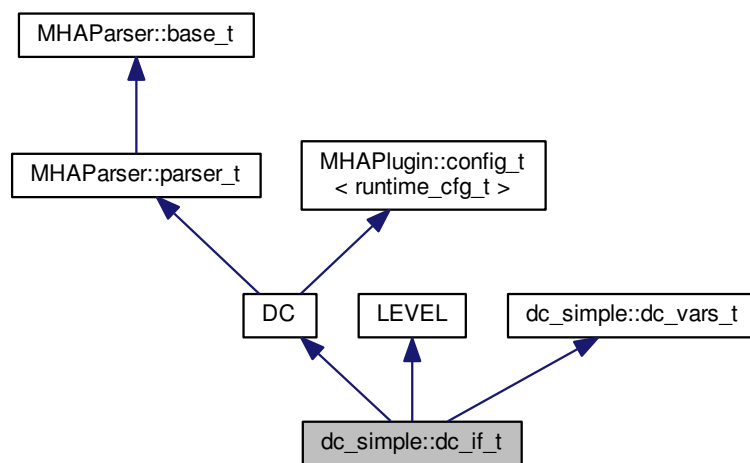 MHAParser::base_t
MHAParser::parser_t
MHAPlugin::config_t
< runtime_cfg_t >
DC
LEVEL
dc_simple::dc_vars_t
dc_simple::dc_if_t